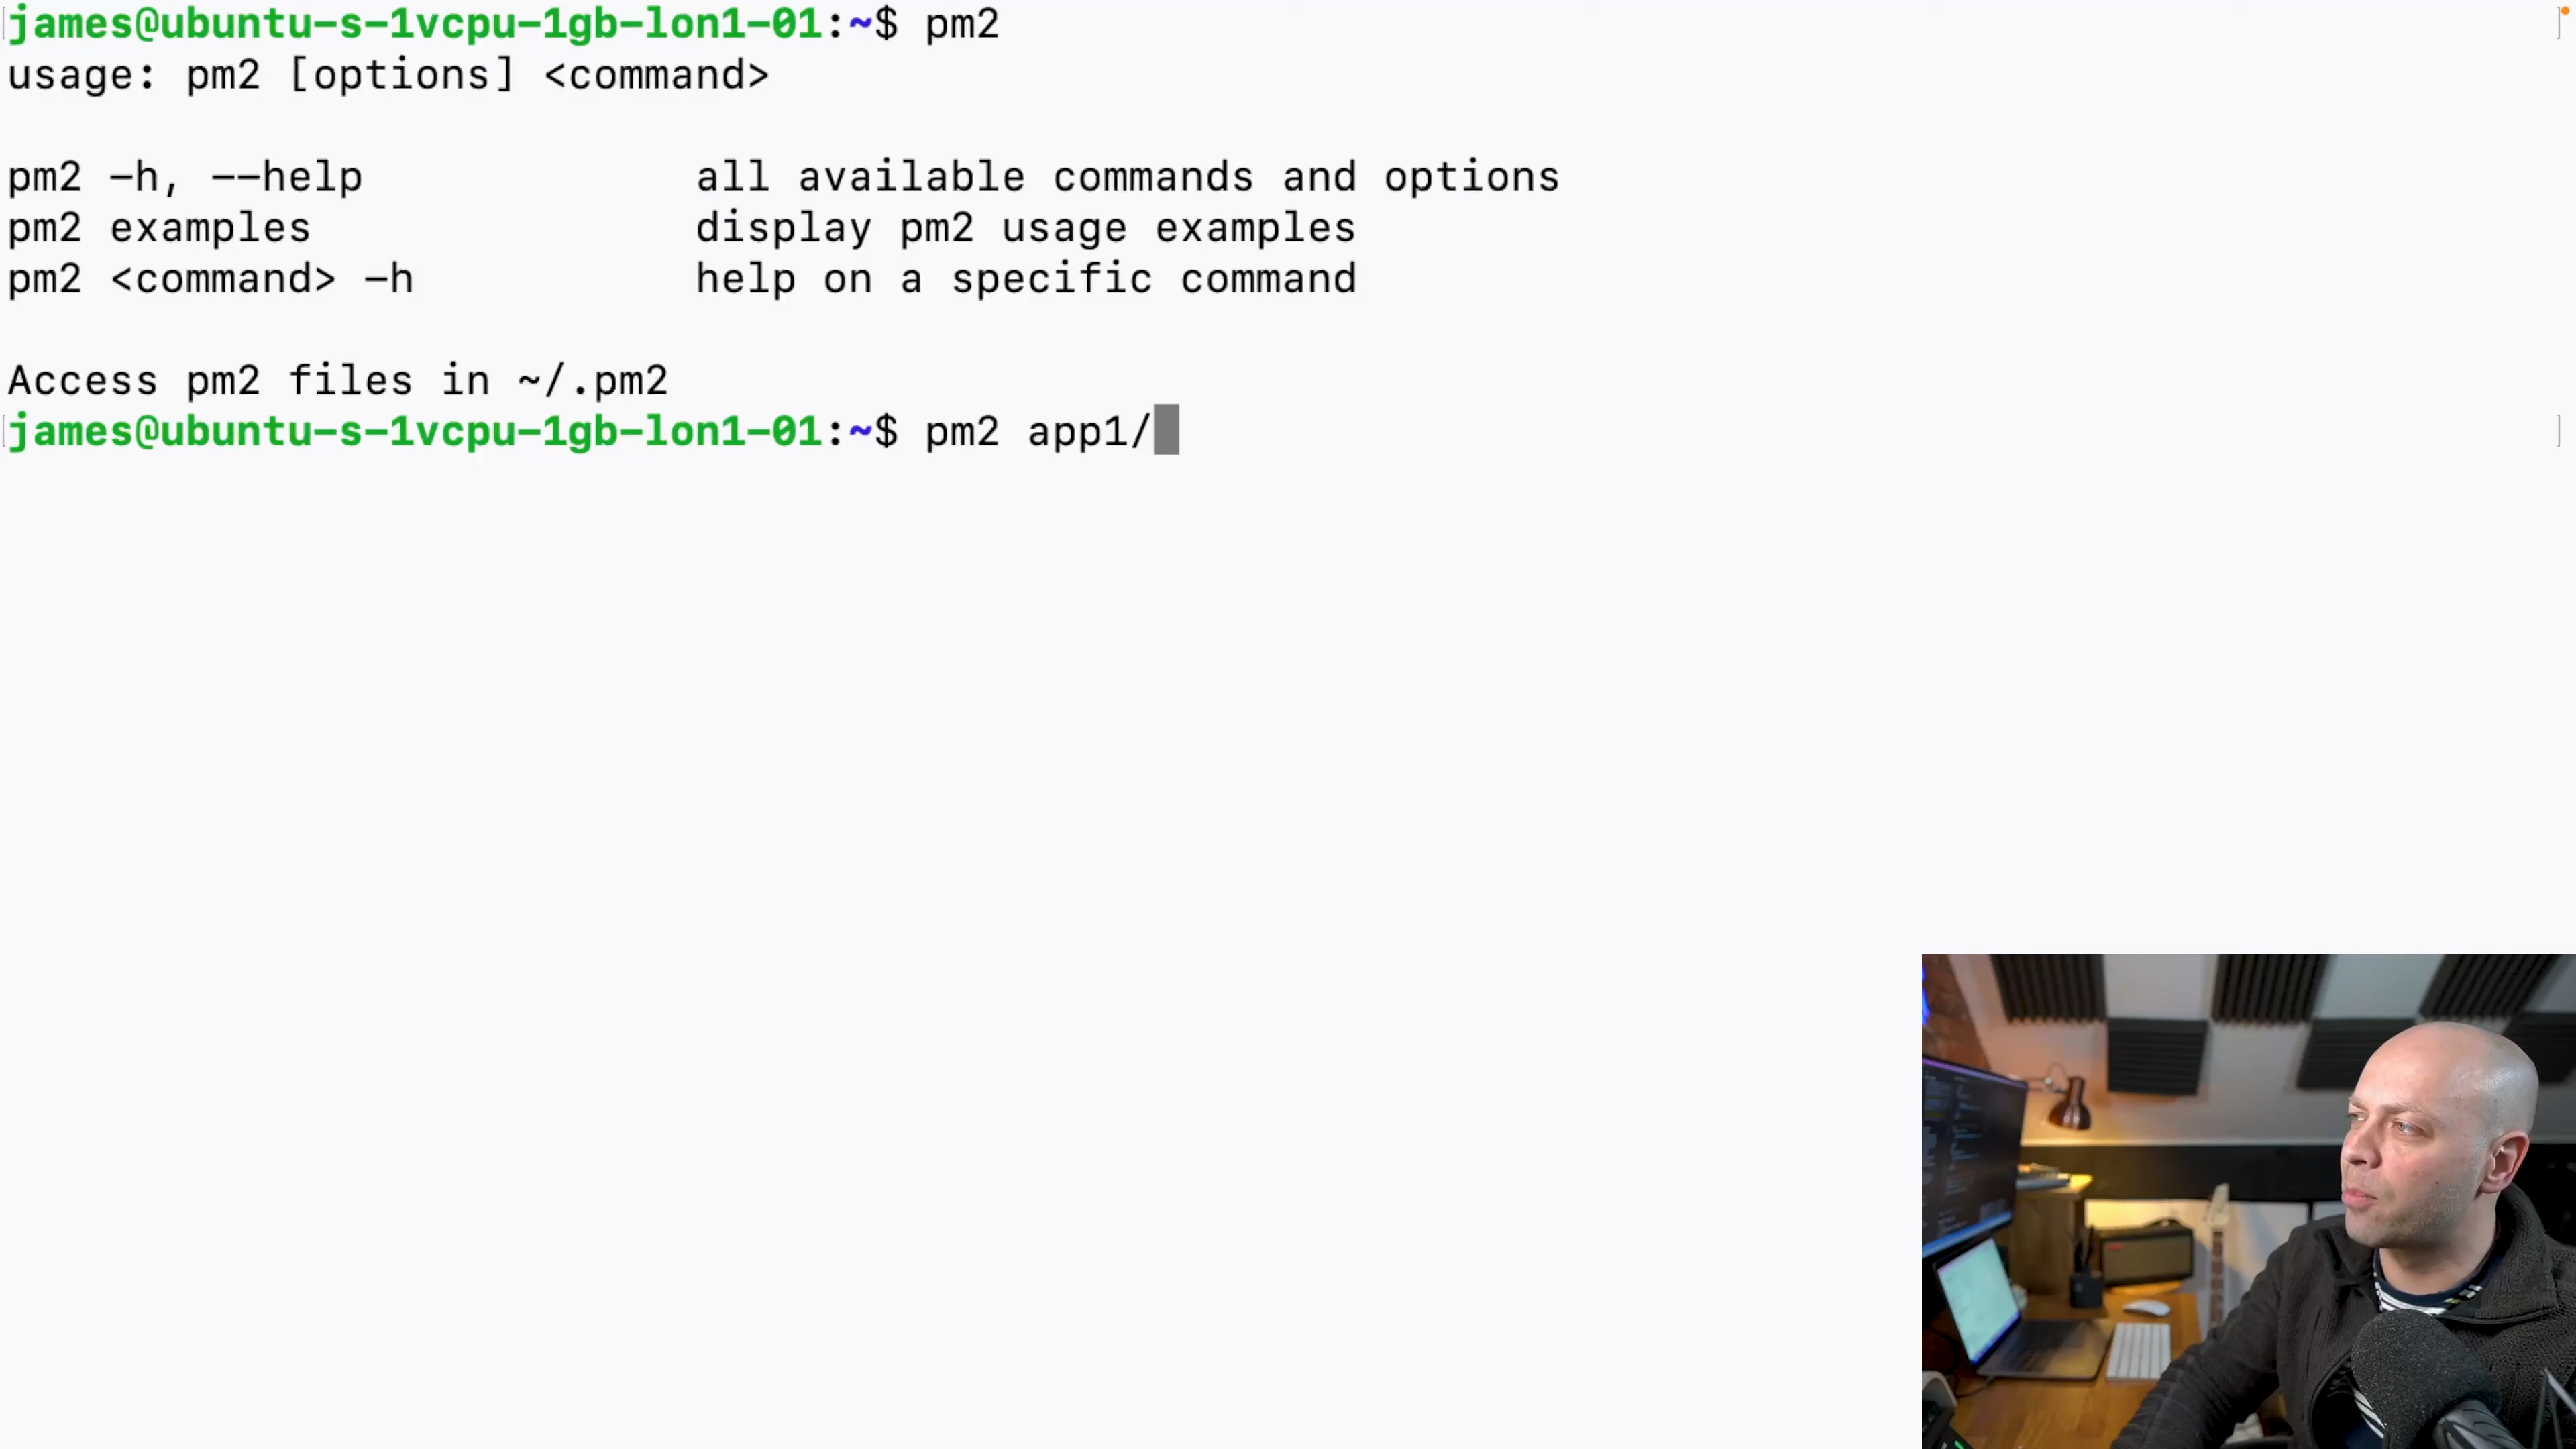 james@ubuntu-s-1vcpu-1gb-lon1-01:~$ pm2
usage: pm2 [options] <command>
pm2 -h, --help all available commands and options
pm2 examples display pm2 usage examples
pm2 <command> -h help on a specific command
Access pm2 files in ~/.pm2
james@ubuntu-s-1vcpu-1gb-lon1-01:~$ pm2 app1/